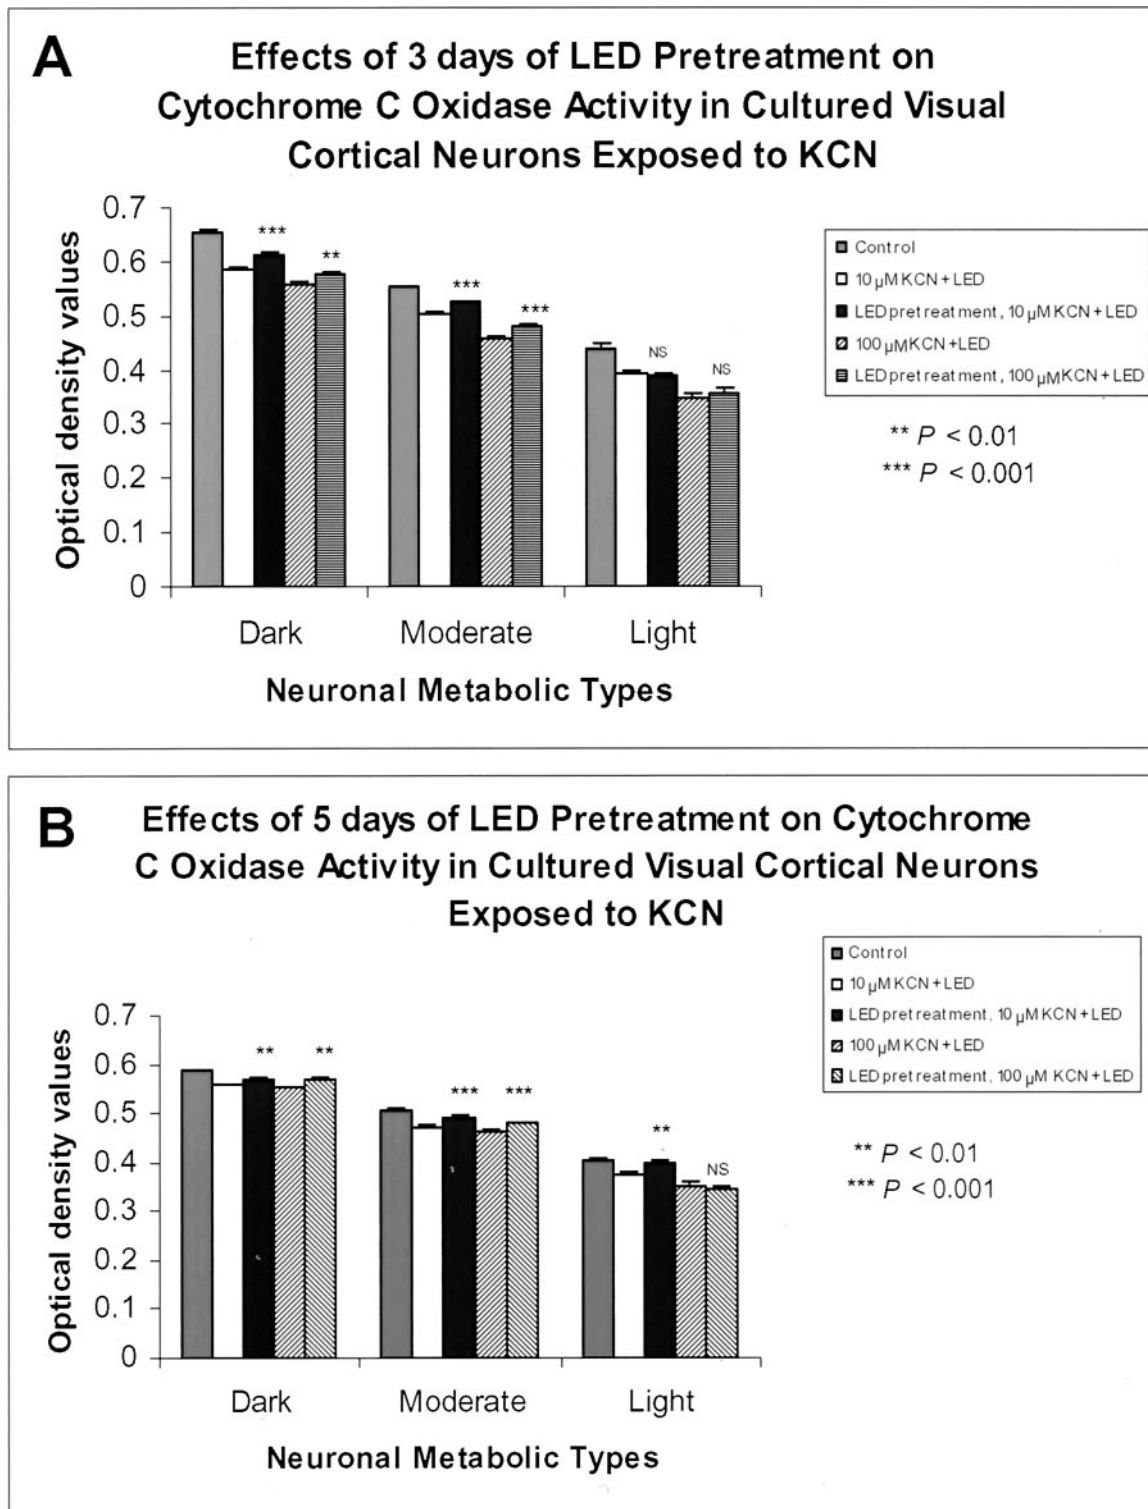 A
Effects of 3 days of LED Pretreatment on
Cytochrome C Oxidase Activity in Cultured Visual
Cortical Neurons Exposed to KCN
Optical density values
0.7
0.6
0.5
0.4
0.3
0.2
0.1
0
***
**
***
***
NS
NS
Dark
Moderate
Light
Neuronal Metabolic Types
Control
10 µM KCN + LED
LED pretreatment, 10 µM KCN + LED
100 µM KCN + LED
LED pretreatment, 100 µM KCN + LED
** P < 0.01
*** P < 0.001
B
Effects of 5 days of LED Pretreatment on Cytochrome
C Oxidase Activity in Cultured Visual Cortical Neurons
Exposed to KCN
Optical density values
0.7
0.6
0.5
0.4
0.3
0.2
0.1
0
**
**
***
***
**
NS
Dark
Moderate
Light
Neuronal Metabolic Types
Control
10 µM KCN + LED
LED pretreatment, 10 µM KCN + LED
100 µM KCN + LED
LED pretreatment, 100 µM KCN + LED
** P < 0.01
*** P < 0.001